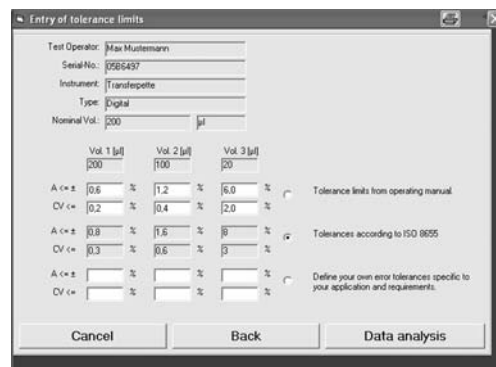 Entry of tolerance limits
Test Operator: Max Mustermann
Serial-No.: 05B6497
Instrument: Transferpette
Type: Digital
Nominal Vol.: 200 µl
Vol. 1 [µl] Vol. 2 [µl] Vol. 3 [µl]
200 100 20
A <= ± 0,6 % 1,2 % 6,0 % Tolerance limits from operating manual.
CV <= 0,2 % 0,4 % 2,0 %
A <= ± 0,8 % 1,6 % 8 % Tolerances according to ISO 8655
CV <= 0,3 % 0,6 % 3 %
A <= ± % % % Define your own error tolerances specific to
CV <= % % % your application and requirements.
Cancel Back Data analysis